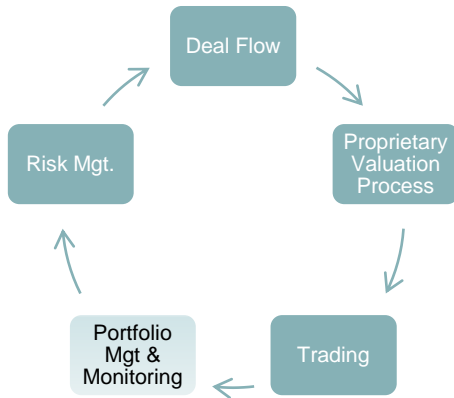 Deal Flow
Proprietary
Valuation
Process
Trading
Portfolio
Mgt &
Monitoring
Risk Mgt.